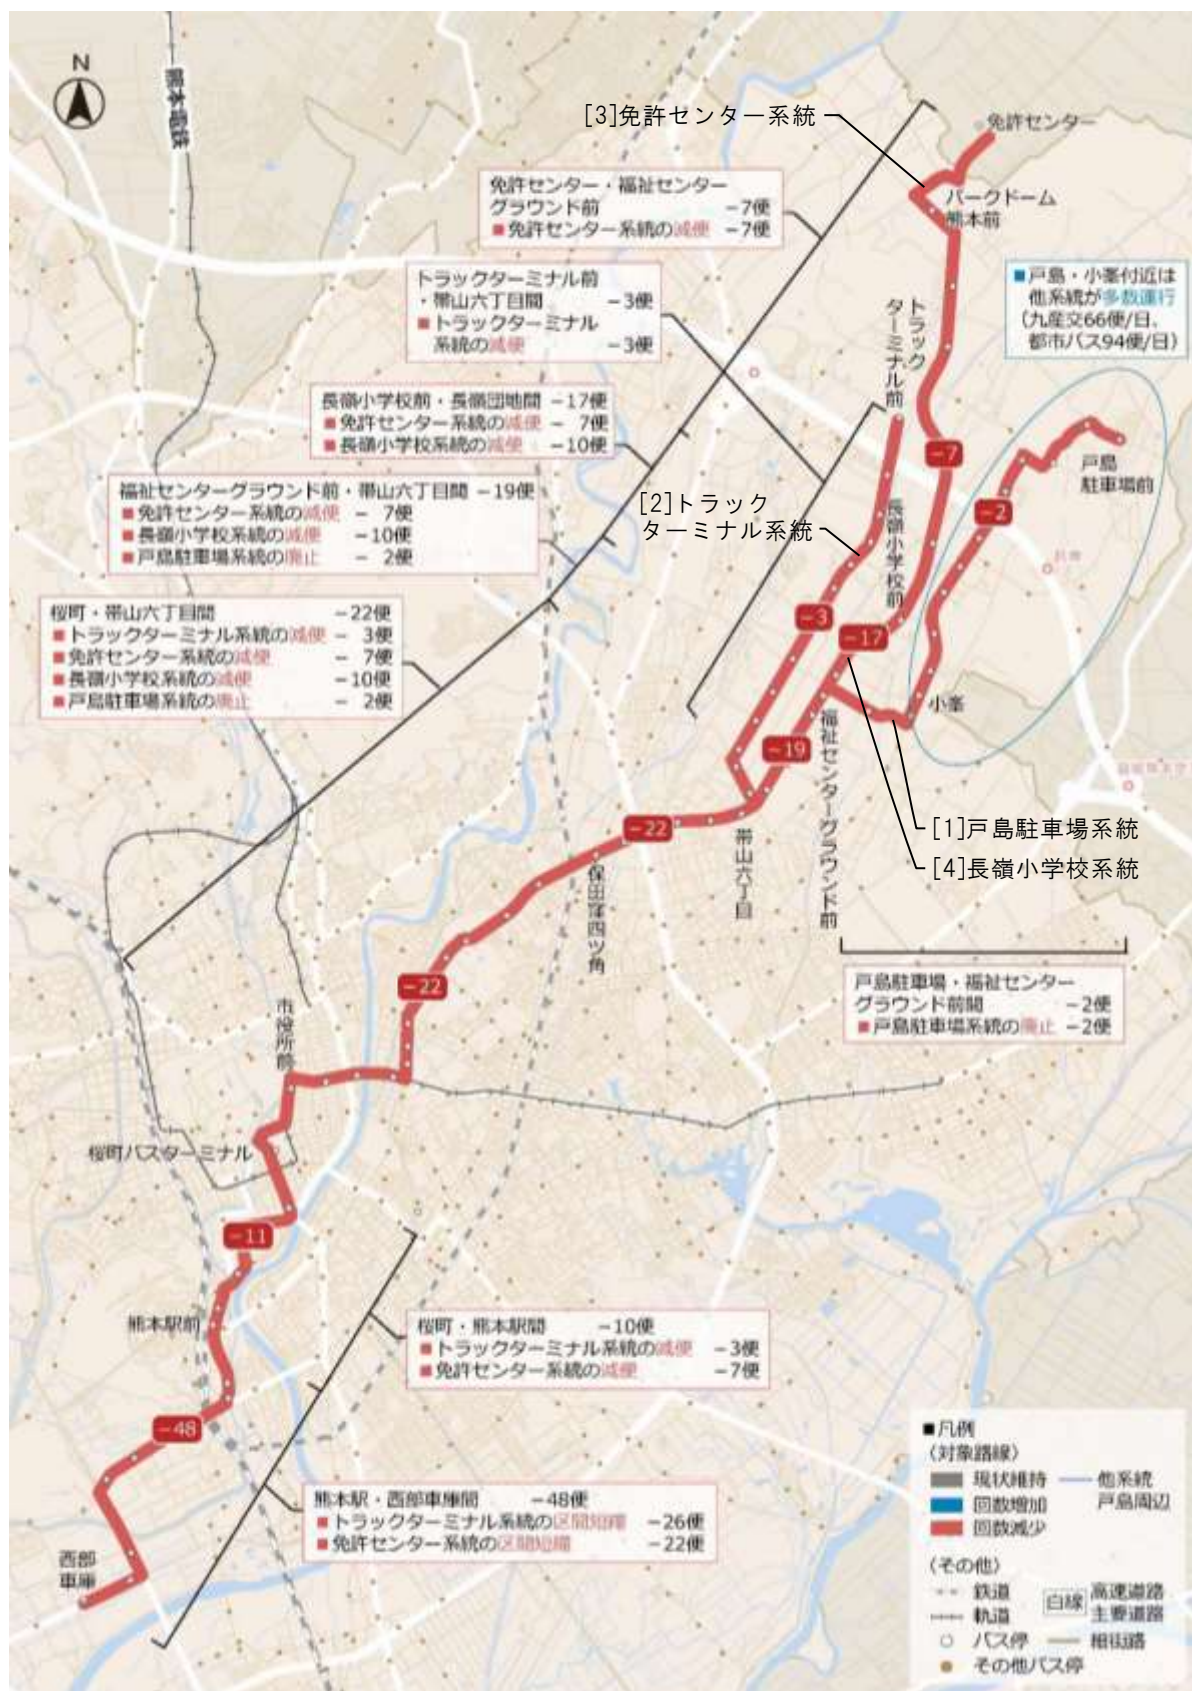 N
熊本電鉄
[3]免許センター系統
免許センター
パークドーム
熊本前
免許センター・福祉センター
グラウンド前 −7便
■免許センター系統の減便 −7便
トラックターミナル前
・帯山六丁目間 −3便
■トラックターミナル
系統の減便 −3便
■戸島・小峯付近は
他系統が多数運行
(九産交66便/日、
都市バス94便/日)
トラック
ターミナル前
長嶺小学校前・長嶺団地間 −17便
■免許センター系統の減便 − 7便
■長嶺小学校系統の減便 −10便
−7
戸島
駐車場前
福祉センターグラウンド前・帯山六丁目間 −19便
■免許センター系統の減便 − 7便
■長嶺小学校系統の減便 −10便
■戸島駐車場系統の廃止 − 2便
[2]トラック
ターミナル系統
長嶺小学校前
−2
桜町・帯山六丁目間 −22便
■トラックターミナル系統の減便 − 3便
■免許センター系統の減便 − 7便
■長嶺小学校系統の減便 −10便
■戸島駐車場系統の廃止 − 2便
−3
−17
小峯
−19
福祉センターグラウンド前
−22
帯山六丁目
[1]戸島駐車場系統
[4]長嶺小学校系統
保田窪四ツ角
−22
戸島駐車場・福祉センター
グラウンド前間 −2便
■戸島駐車場系統の廃止 −2便
市役所前
桜町バスターミナル
−11
熊本駅前
桜町・熊本駅間 −10便
■トラックターミナル系統の減便 −3便
■免許センター系統の減便 −7便
−48
熊本駅・西部車庫間 −48便
■トラックターミナル系統の区間短縮 −26便
■免許センター系統の区間短縮 −22便
西部
車庫
■凡例
(対象路線)
現状維持 他系統
回数増加 戸島周辺
回数減少
(その他)
鉄道 白線 高速道路
軌道 主要道路
バス停 細街路
その他バス停